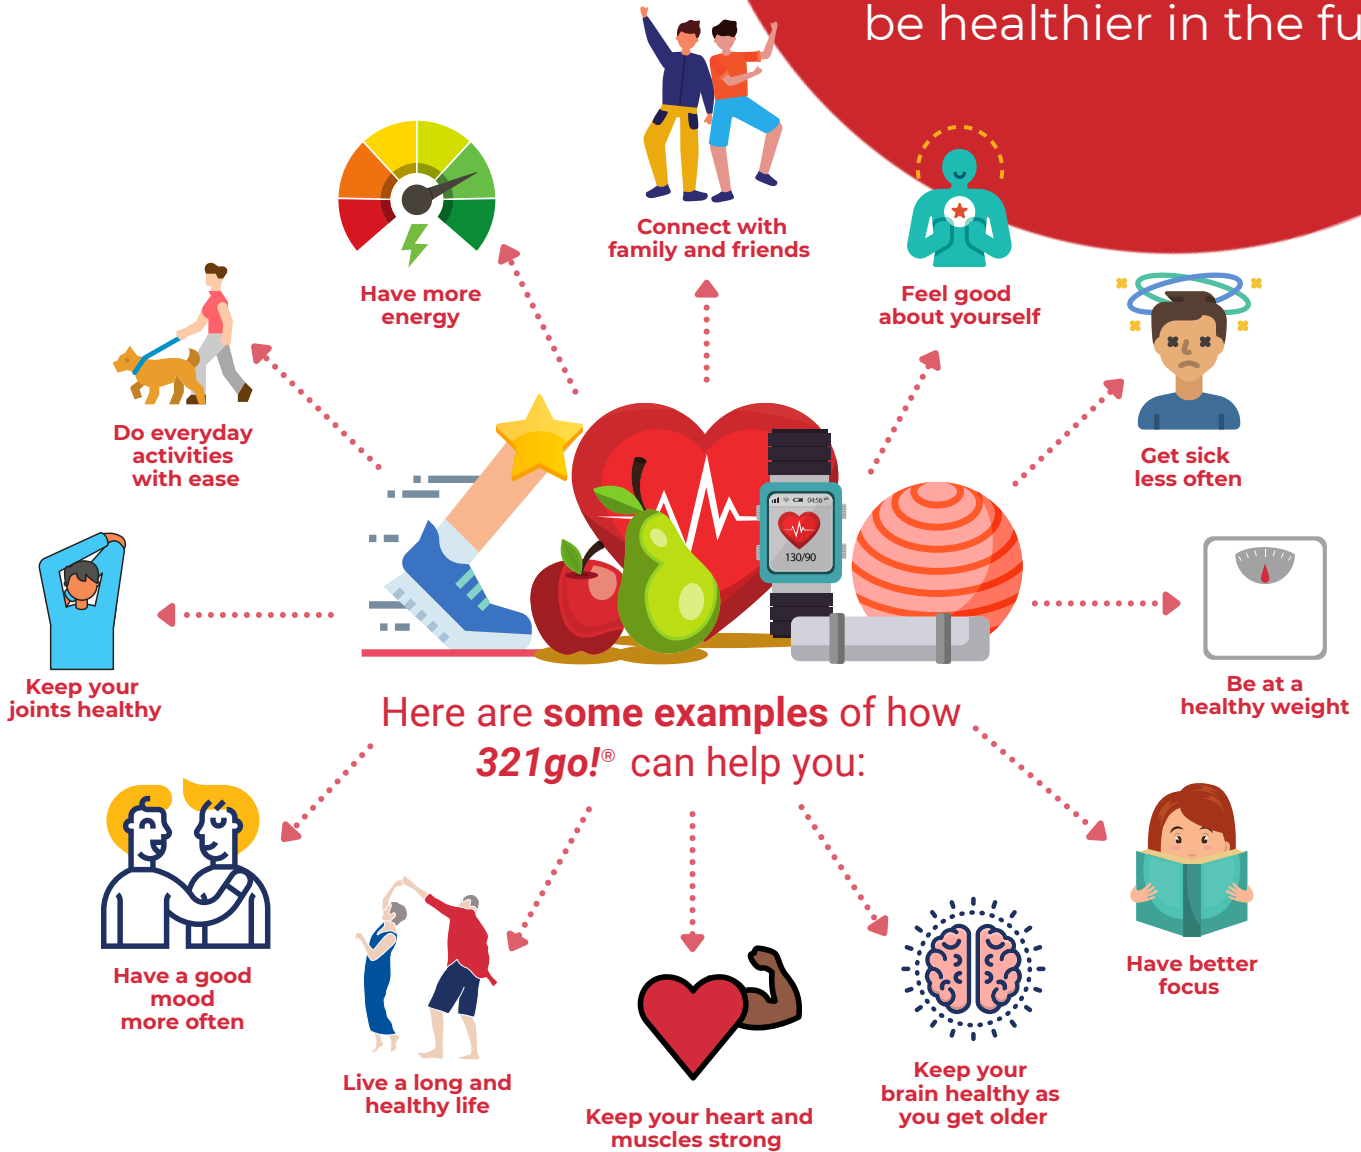 be healthier in the fu
Connect with
family and friends
Have more
energy
Feel good
about yourself
Do everyday
activities
with ease
Get sick
less often
04:56 PM
130/90
Keep your
joints healthy
Be at a
healthy weight
Here are some examples of how
321go!® can help you:
Have a good
mood
more often
Have better
focus
Live a long and
healthy life
Keep your heart and
muscles strong
Keep your
brain healthy as
you get older